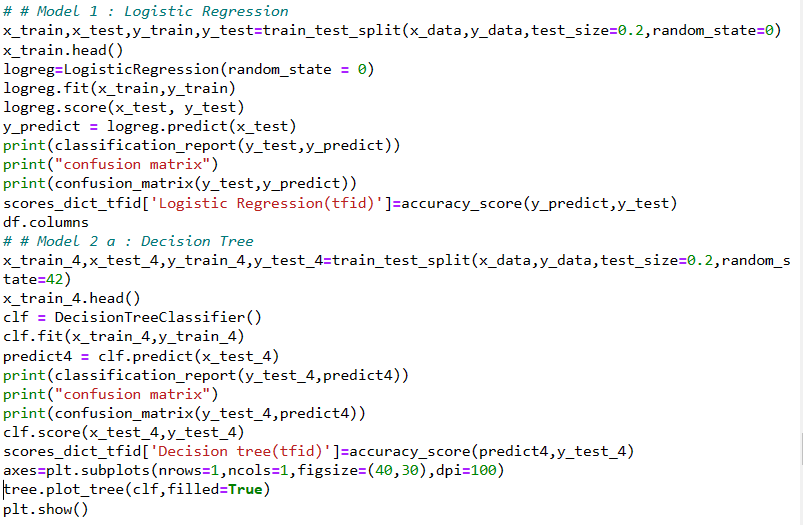 # # Model 1 : Logistic Regression
x_train,x_test,y_train,y_test=train_test_split(x_data,y_data,test_size=0.2,random_state=0)
x_train.head()
logreg=LogisticRegression(random_state = 0)
logreg.fit(x_train,y_train)
logreg.score(x_test, y_test)
y_predict = logreg.predict(x_test)
print(classification_report(y_test,y_predict))
print("confusion matrix")
print(confusion_matrix(y_test,y_predict))
scores_dict_tfid['Logistic Regression(tfid)']=accuracy_score(y_predict,y_test)
df.columns
# # Model 2 a : Decision Tree
x_train_4,x_test_4,y_train_4,y_test_4=train_test_split(x_data,y_data,test_size=0.2,random_s
tate=42)
x_train_4.head()
clf = DecisionTreeClassifier()
clf.fit(x_train_4,y_train_4)
predict4 = clf.predict(x_test_4)
print(classification_report(y_test_4,predict4))
print("confusion matrix")
print(confusion_matrix(y_test_4,predict4))
clf.score(x_test_4,y_test_4)
scores_dict_tfid['Decision tree(tfid)']=accuracy_score(predict4,y_test_4)
axes=plt.subplots(nrows=1,ncols=1,figsize=(40,30),dpi=100)
tree.plot_tree(clf,filled=True)
plt.show()